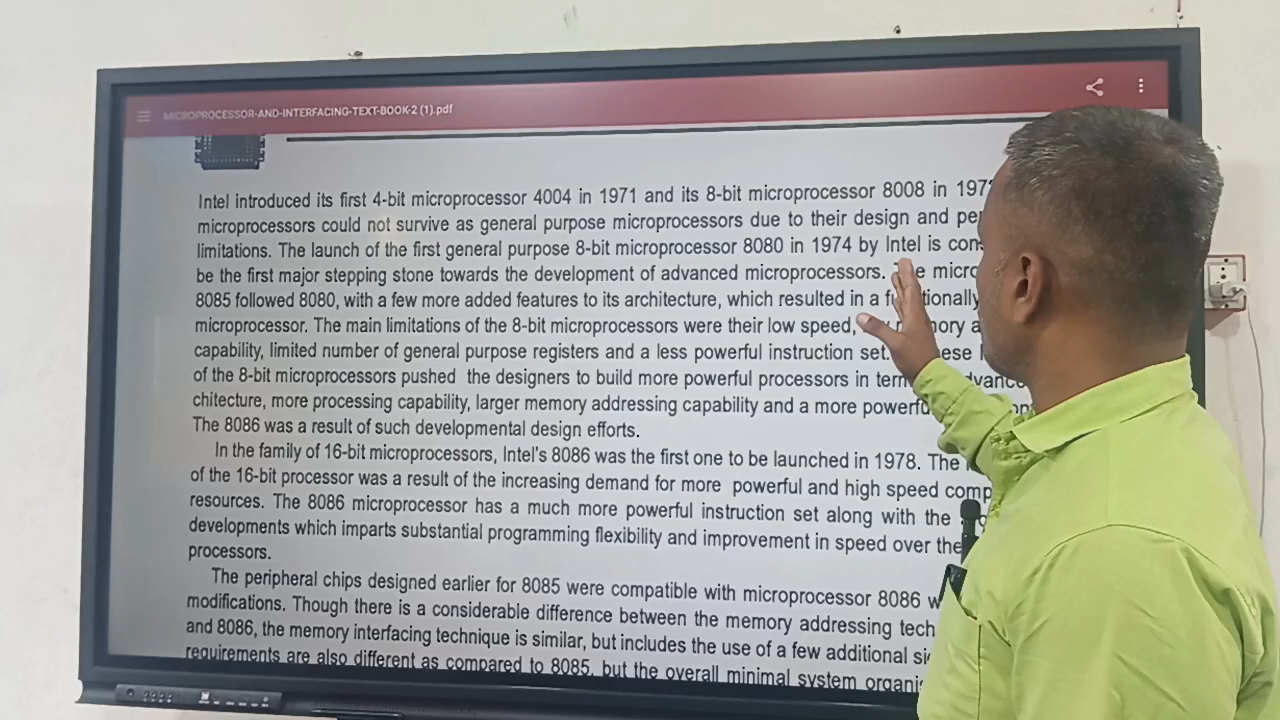 MICROPROCESSOR-AND-INTERFACING-TEXT-BOOK-2 (1).pdf
Intel introduced its first 4-bit microprocessor 4004 in 1971 and its 8-bit microprocessor 8008 in
microprocessors could not survive as general purpose microprocessors due to their design and
limitations. The launch of the first general purpose 8-bit microprocessor 8080 in 1974 by Intel is
be the first major stepping stone towards the development of advanced microprocessors.
8085 followed 8080, with a few more added features to its architecture, which resulted in a
microprocessor. The main limitations of the 8-bit microprocessors were their low speed,
capability, limited number of general purpose registers and a less powerful instruction set.
of the 8-bit microprocessors pushed the designers to build more powerful processors in
chitecture, more processing capability, larger memory addressing capability and a more
The 8086 was a result of such developmental design efforts.
In the family of 16-bit microprocessors, Intel's 8086 was the first one to be launched in 1978. The
of the 16-bit processor was a result of the increasing demand for more powerful and high speed
resources. The 8086 microprocessor has a much more powerful instruction set along with the
developments which imparts substantial programming flexibility and improvement in speed over the
processors.
The peripheral chips designed earlier for 8085 were compatible with microprocessor 8086
modifications. Though there is a considerable difference between the memory addressing
and 8086, the memory interfacing technique is similar, but includes the use of a few additional
requirements are also different as compared to 8085, but the overall minimal system